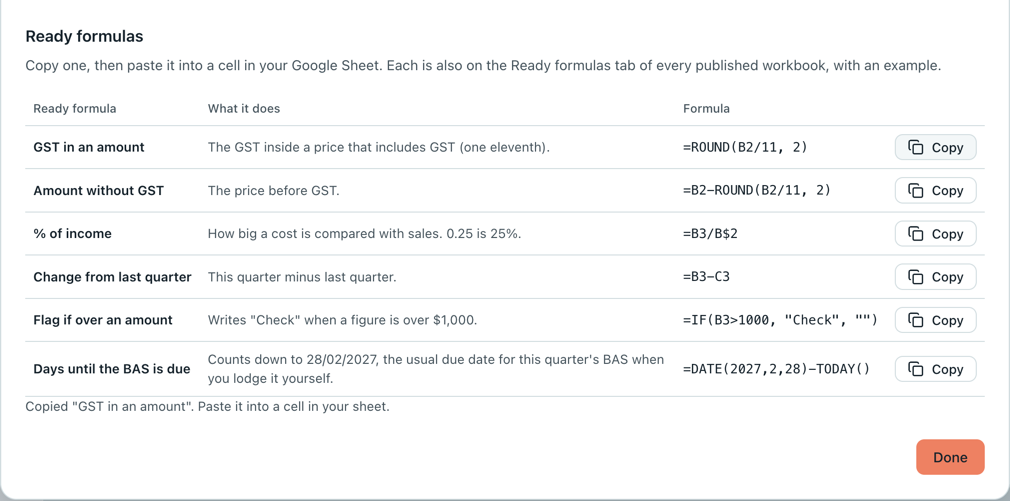 Ready formulas
Copy one, then paste it into a cell in your Google Sheet. Each is also on the Ready formulas tab of every published workbook, with an example.
Ready formula What it does Formula
GST in an amount The GST inside a price that includes GST (one eleventh). =ROUND(B2/11, 2) Copy
Amount without GST The price before GST. =B2-ROUND(B2/11, 2) Copy
% of income How big a cost is compared with sales. 0.25 is 25%. =B3/B$2 Copy
Change from last quarter This quarter minus last quarter. =B3-C3 Copy
Flag if over an amount Writes "Check" when a figure is over $1,000. =IF(B3>1000, "Check", "") Copy
Days until the BAS is due Counts down to 28/02/2027, the usual due date for this quarter's BAS when
you lodge it yourself. =DATE(2027,2,28)-TODAY() Copy
Copied "GST in an amount". Paste it into a cell in your sheet.
Done